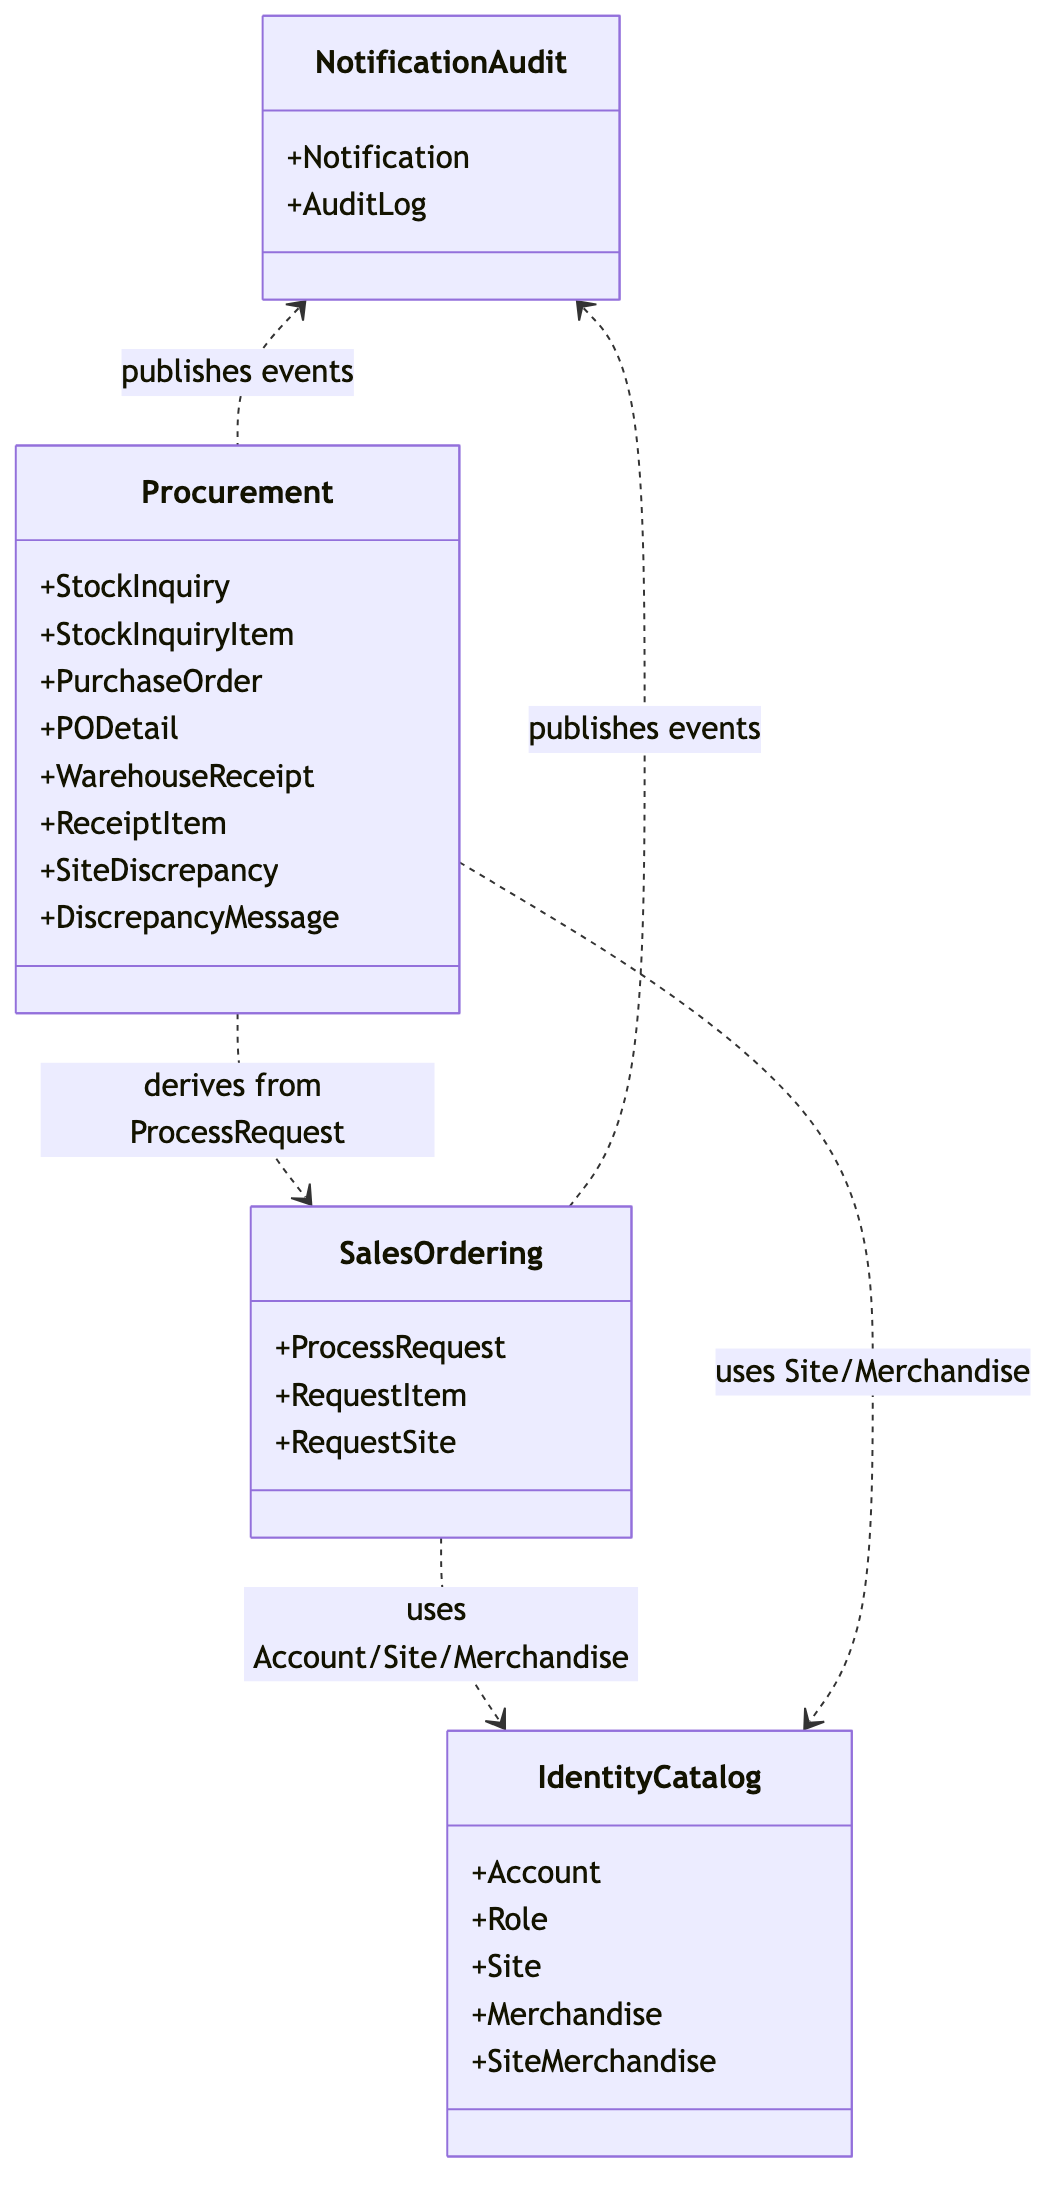 NotificationAudit
+Notification
+AuditLog
publishes events
Procurement
+StockInquiry
+StockInquiryItem
+PurchaseOrder
+PODetail
+WarehouseReceipt
+ReceiptItem
+SiteDiscrepancy
+DiscrepancyMessage
publishes events
derives from
ProcessRequest
SalesOrdering
+ProcessRequest
+RequestItem
+RequestSite
uses Site/Merchandise
uses
Account/Site/Merchandise
IdentityCatalog
+Account
+Role
+Site
+Merchandise
+SiteMerchandise